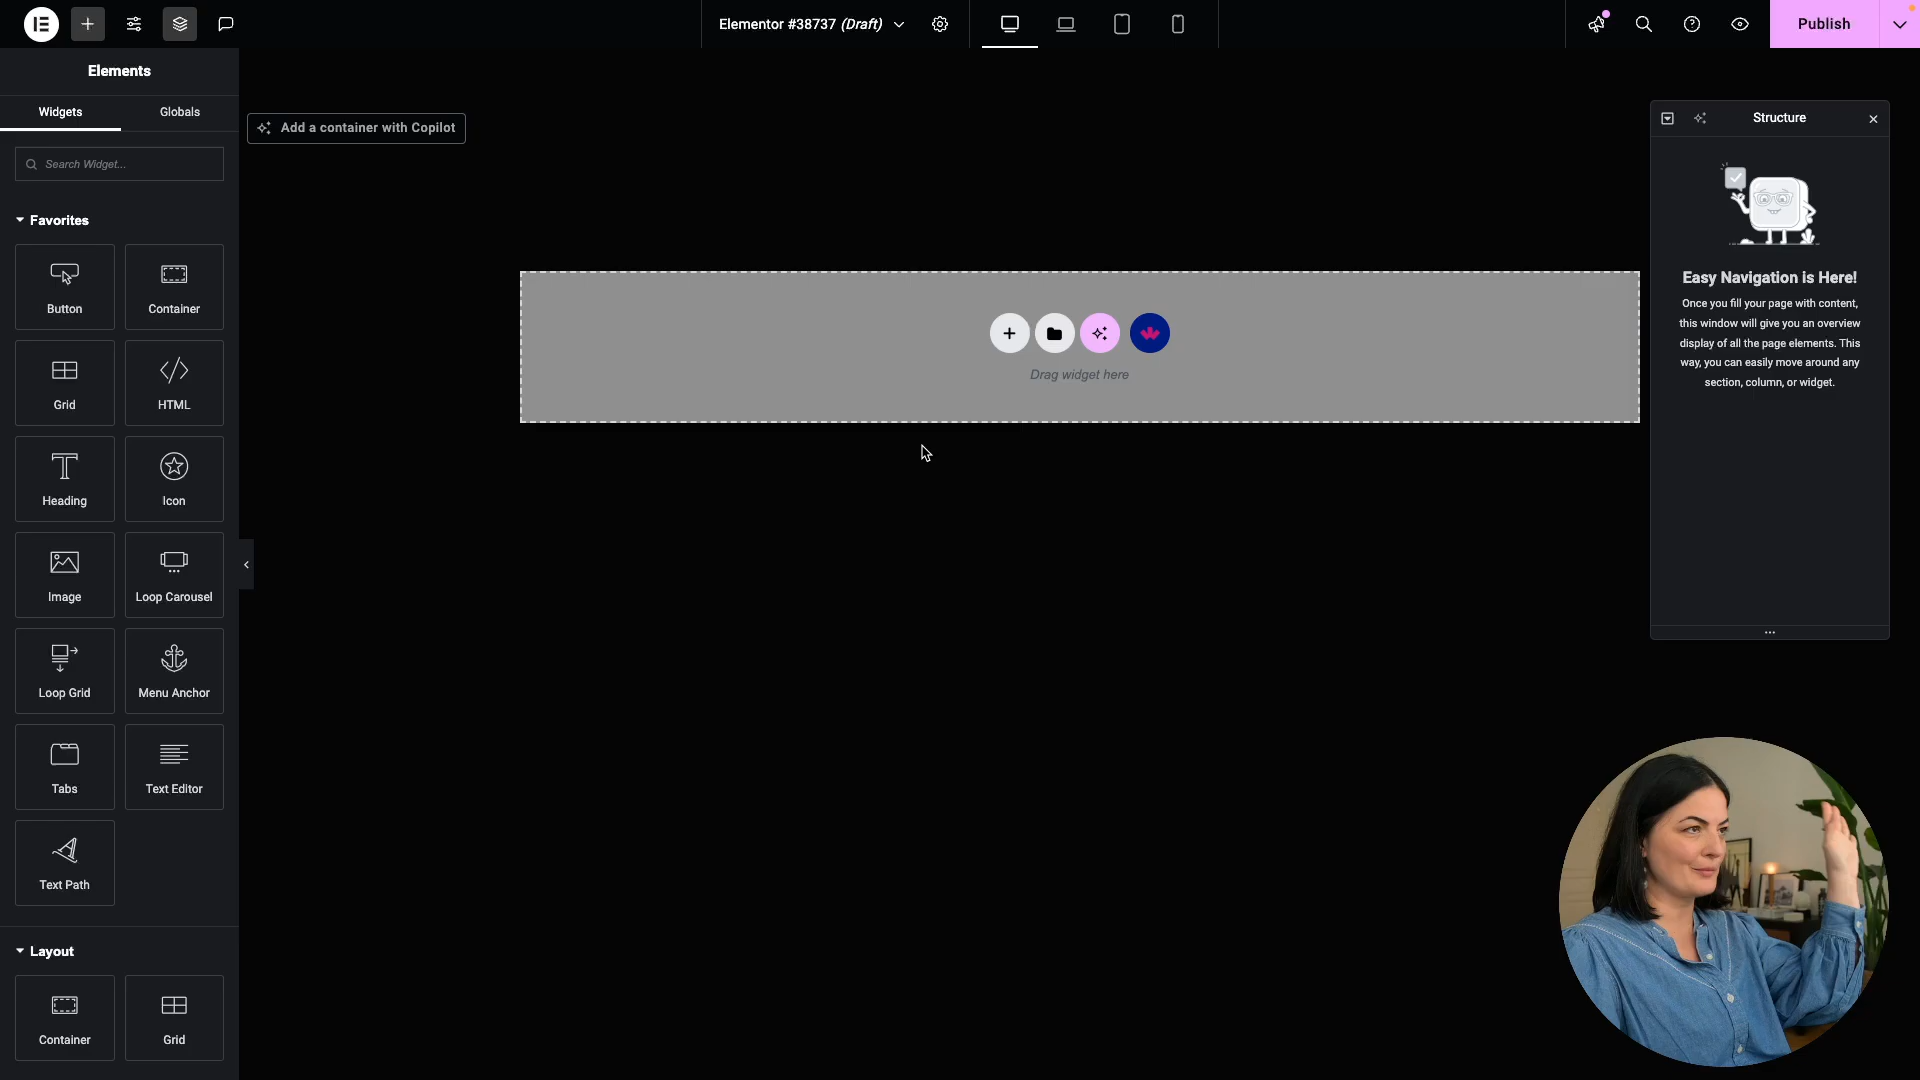 Elementor #38737 (Draft)
Publish
Elements
Widgets
Globals
Search Widget...
Favorites
Button
Container
Grid
HTML
Heading
Icon
Image
Loop Carousel
Loop Grid
Menu Anchor
Tabs
Text Editor
Text Path
Layout
Container
Grid
Add a container with Copilot
Drag widget here
Structure
Easy Navigation is Here!
Once you fill your page with content,
this window will give you an overview
display of all the page elements. This
way, you can easily move around any
section, column, or widget.